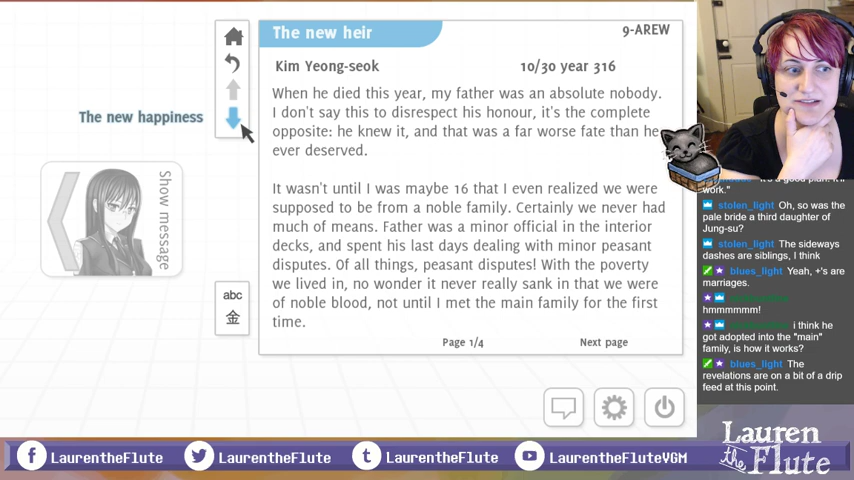 The new heir
9-AREW
Kim Yeong-seok
10/30 year 316
When he died this year, my father was an absolute nobody.
I don't say this to disrespect his honour, it's the complete
opposite: he knew it, and that was a far worse fate than he
ever deserved.
It wasn't until I was maybe 16 that I even realized we were
supposed to be from a noble family. Certainly we never had
much of means. Father was a minor official in the interior
decks, and spent his last days dealing with minor peasant
disputes. Of all things, peasant disputes! With the poverty
we lived in, no wonder it never really sank in that we were
of noble blood, not until I met the main family for the first
time.
Page 1/4
Next page
The new happiness
Show message
abc
金
work."
stolen_light Oh, so was the
pale bride a third daughter of
Jung-su?
stolen_light The sideways
dashes are siblings, I think
blues_light Yeah, +'s are
marriages.
hmmmmmm!
i think he
got adopted into the "main"
family, is how it works?
blues_light The
revelations are on a bit of a drip
feed at this point.
LaurentheFlute
LaurentheFlute
LaurentheFlute
LaurentheFluteVGM
Lauren
the Flute